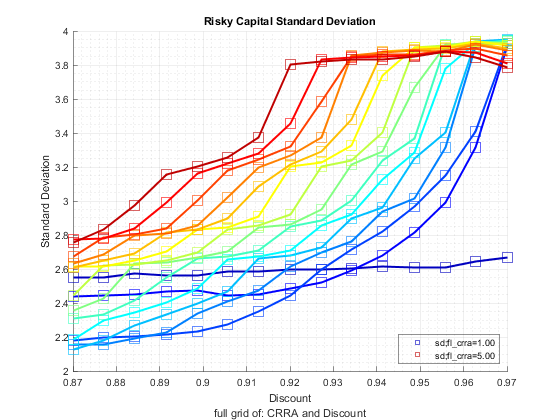 Risky Capital Standard Deviation
Standard Deviation
4
3.8
3.6
3.4
3.2
3
2.8
2.6
2.4
2.2
2
0.87 0.88 0.89 0.9 0.91 0.92 0.93 0.94 0.95 0.96 0.97
sd;fl_crra=1.00
sd;fl_crra=5.00
Discount
full grid of: CRRA and Discount